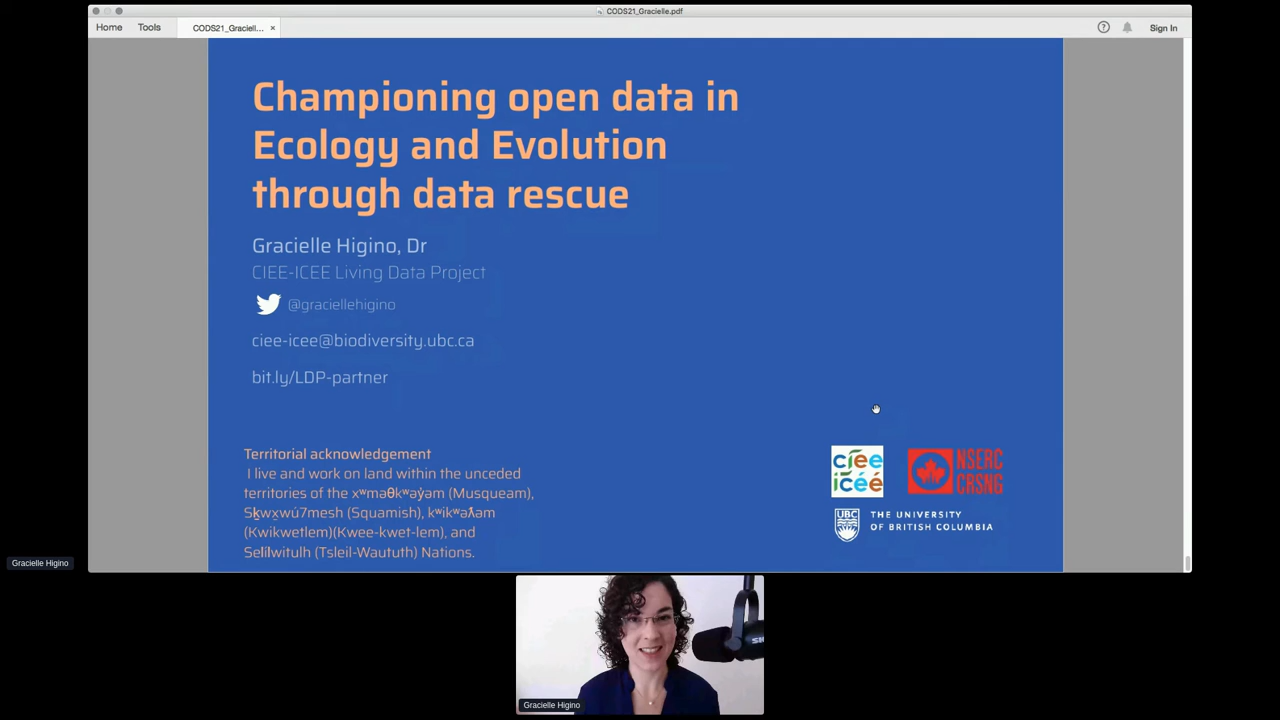 CODS21_Gracielle.pdf
Home
Tools
CODS21_Graciell...
Sign In
Championing open data in
Ecology and Evolution
through data rescue
Gracielle Higino, Dr
CIEE-ICEE Living Data Project
@graciellehigino
ciee-icee@biodiversity.ubc.ca
bit.ly/LDP-partner
Territorial acknowledgement
I live and work on land within the unceded
territories of the xʷməθkʷəy̓əm (Musqueam),
Sḵwx̱wú7mesh (Squamish), kʷikʷəƛ̓əm
(Kwikwetlem)(Kwee-kwet-lem), and
Selílwitulh (Tsleil-Waututh) Nations.
ciee
icéé
NSERC
CRSNG
UBC
THE UNIVERSITY
OF BRITISH COLUMBIA
Gracielle Higino
Gracielle Higino